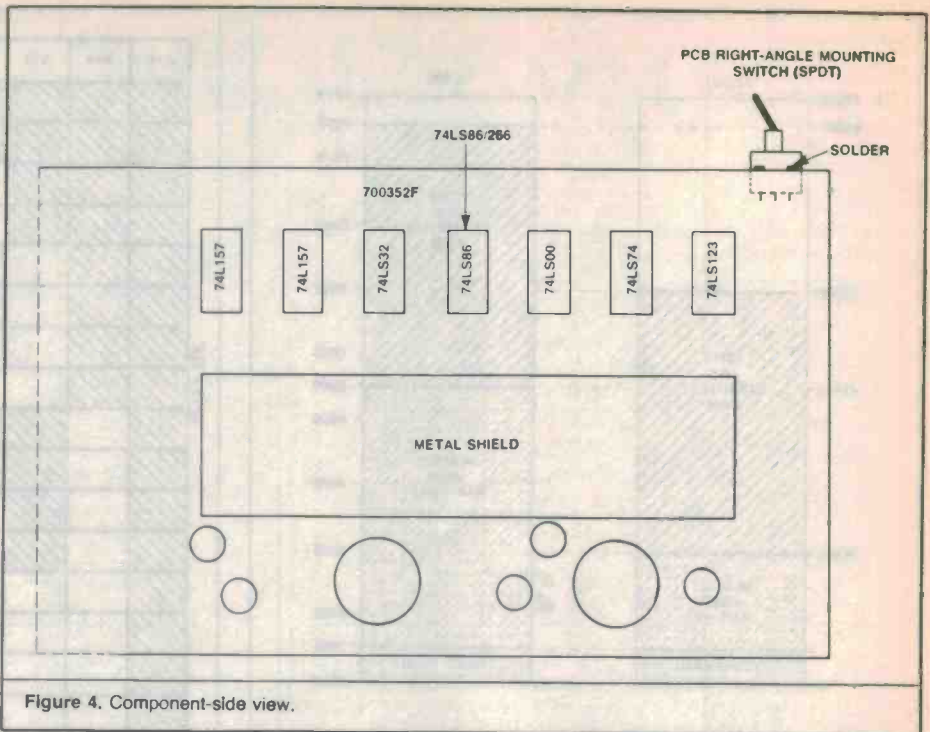 PCB RIGHT-ANGLE MOUNTING
SWITCH (SPDT)
74LS86/266
SOLDER
700352F
74L157
74L157
74LS32
74LS86
74LS00
74LS74
74LS123
METAL SHIELD
Figure 4. Component-side view.